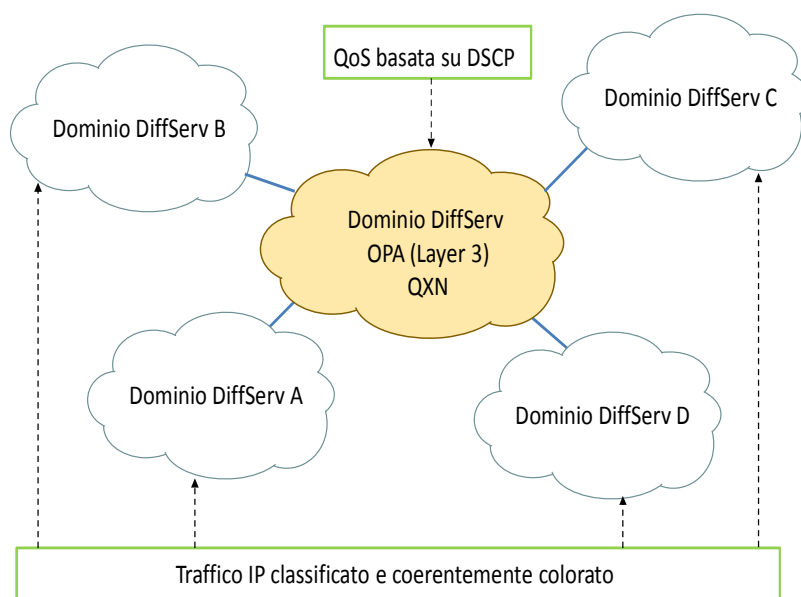 QoS basata su DSCP
Dominio DiffServ C
Dominio DiffServ B
Dominio DiffServ
OPA (Layer 3)
QXN
Dominio DiffServ A
Dominio DiffServ D
Traffico IP classificato e coerentemente colorato